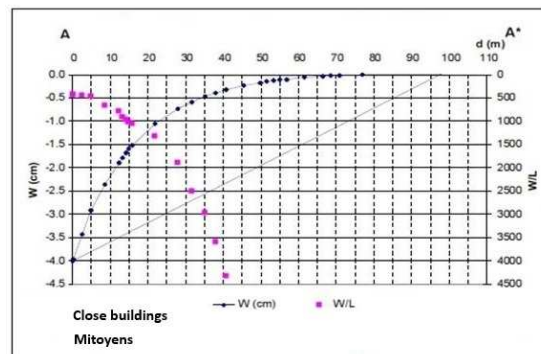 A A*
d (m)
0 10 20 30 40 50 60 70 80 90 100 110
0.0 0
-0.5 500
-1.0 1000
-1.5 1500
-2.0 2000
-2.5 2500
-3.0 3000
-3.5 3500
-4.0 4000
-4.5 4500
W (cm)
W/L
W (cm) W/L
Close buildings
Mitoyens